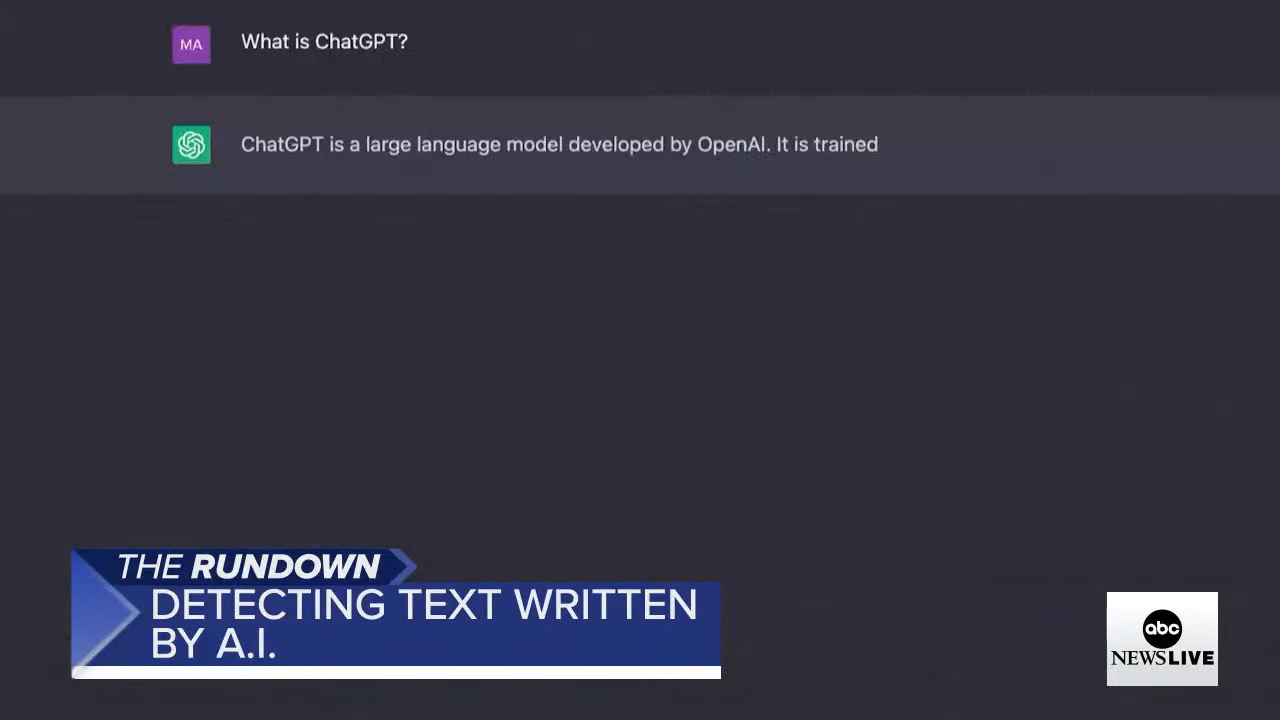 MA
What is ChatGPT?
ChatGPT is a large language model developed by OpenAI. It is trained
THE RUNDOWN
DETECTING TEXT WRITTEN
BY A.I.
abc
NEWSLIVE